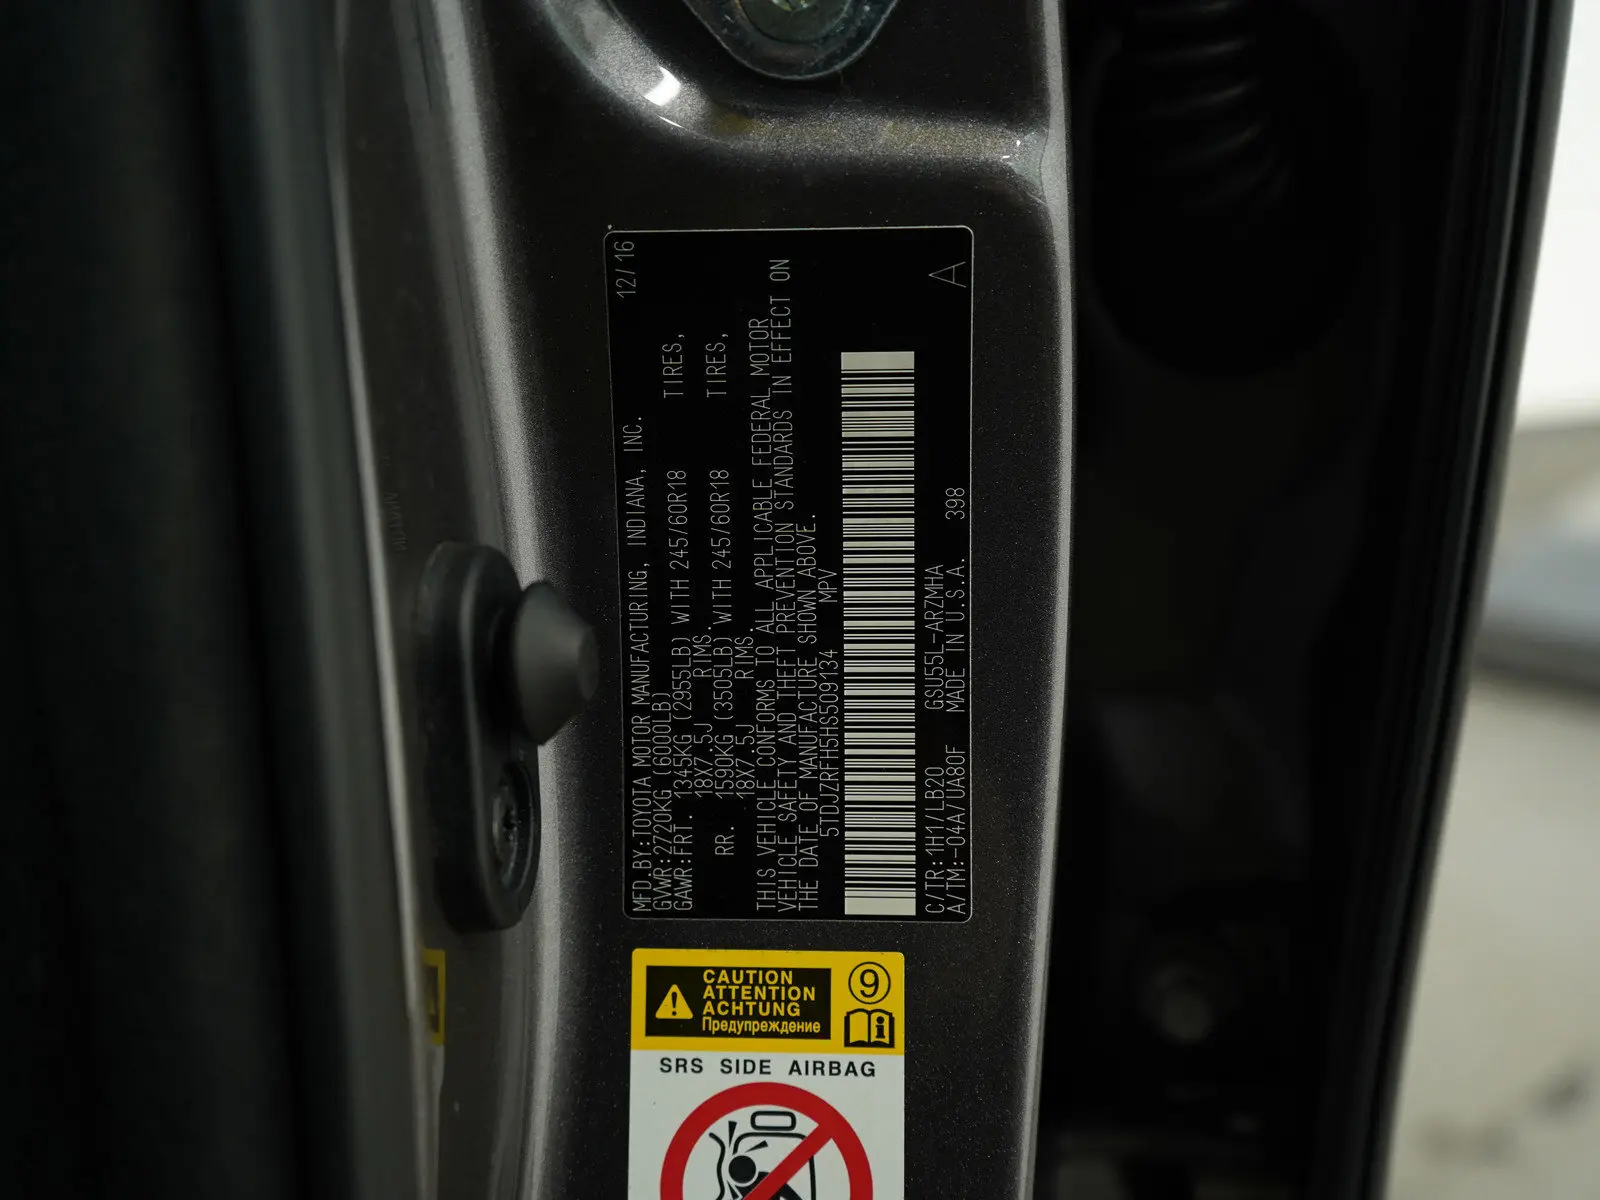 12/16
MFD.BY:TOYOTA MOTOR MANUFACTURING, INDIANA, INC.
GVWR:2720KG (6000LB)
GAWR:FRT. 1345KG (2955LB) WITH 245/60R18 TIRES,
18X7.5J RIMS.
RR. 1590KG (3505LB) WITH 245/60R18 TIRES,
18X7.5J RIMS.
THIS VEHICLE CONFORMS TO ALL APPLICABLE FEDERAL MOTOR
VEHICLE SAFETY AND THEFT PREVENTION STANDARDS IN EFFECT ON
THE DATE OF MANUFACTURE SHOWN ABOVE.
5TDJZRFH5HS509134 MPV
C/TR:1H1/LB20 GSU55L-ARZMHA
A/TM:-04A/UA80F MADE IN U.S.A. 398
A
CAUTION
ATTENTION
ACHTUNG
Предупреждение
9
SRS SIDE AIRBAG